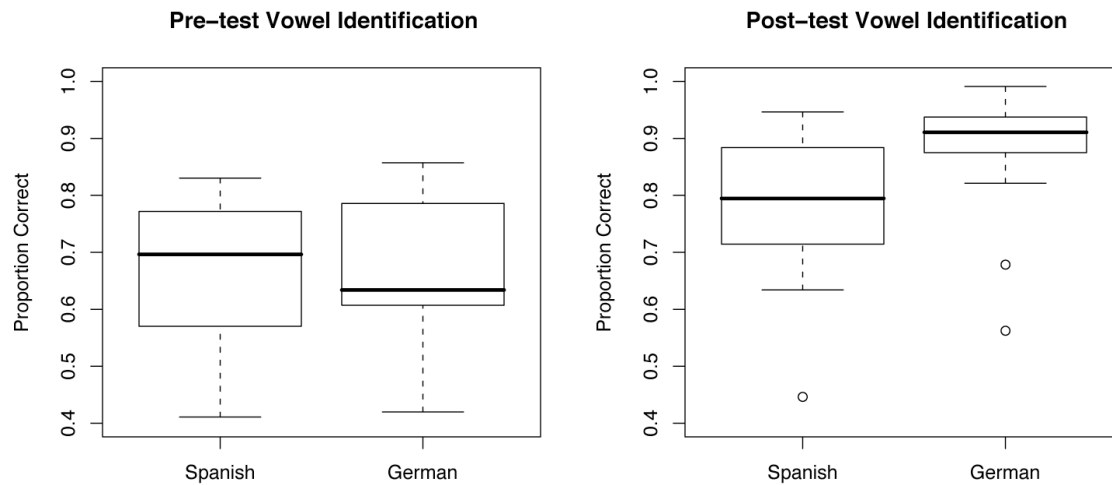 Pre-test Vowel Identification
Proportion Correct
1.0
0.9
0.8
0.7
0.6
0.5
0.4
Spanish German
Post-test Vowel Identification
Proportion Correct
1.0
0.9
0.8
0.7
0.6
0.5
0.4
Spanish German